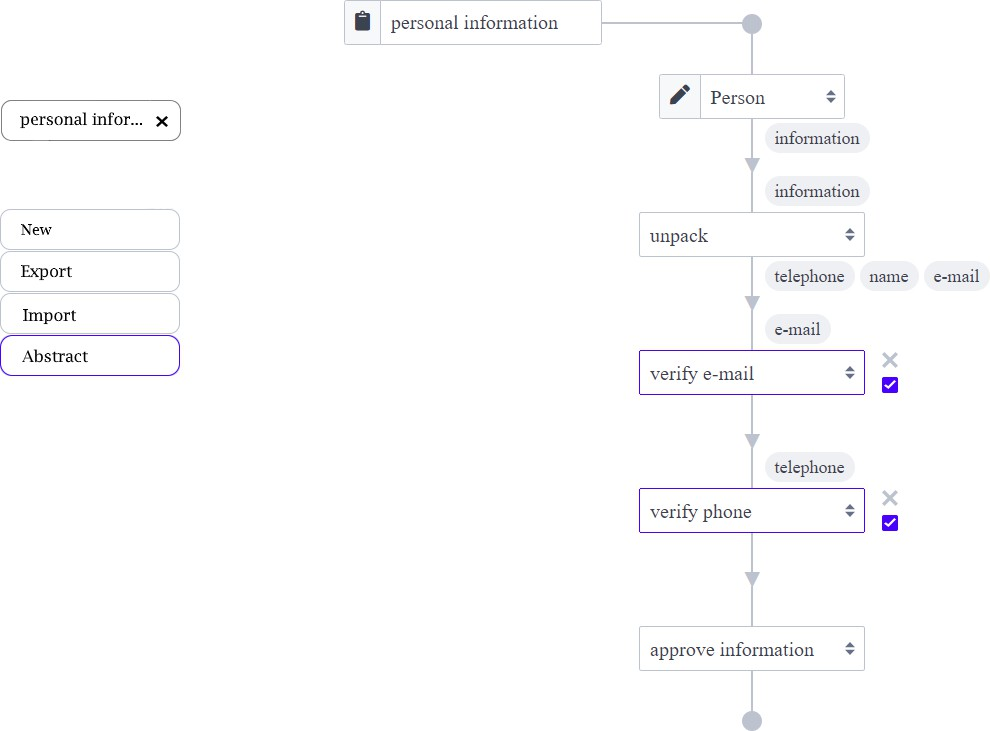 personal information
Person
personal infor...
information
information
New
unpack
Export
telephone name e-mail
Import
e-mail
Abstract
verify e-mail
telephone
verify phone
approve information